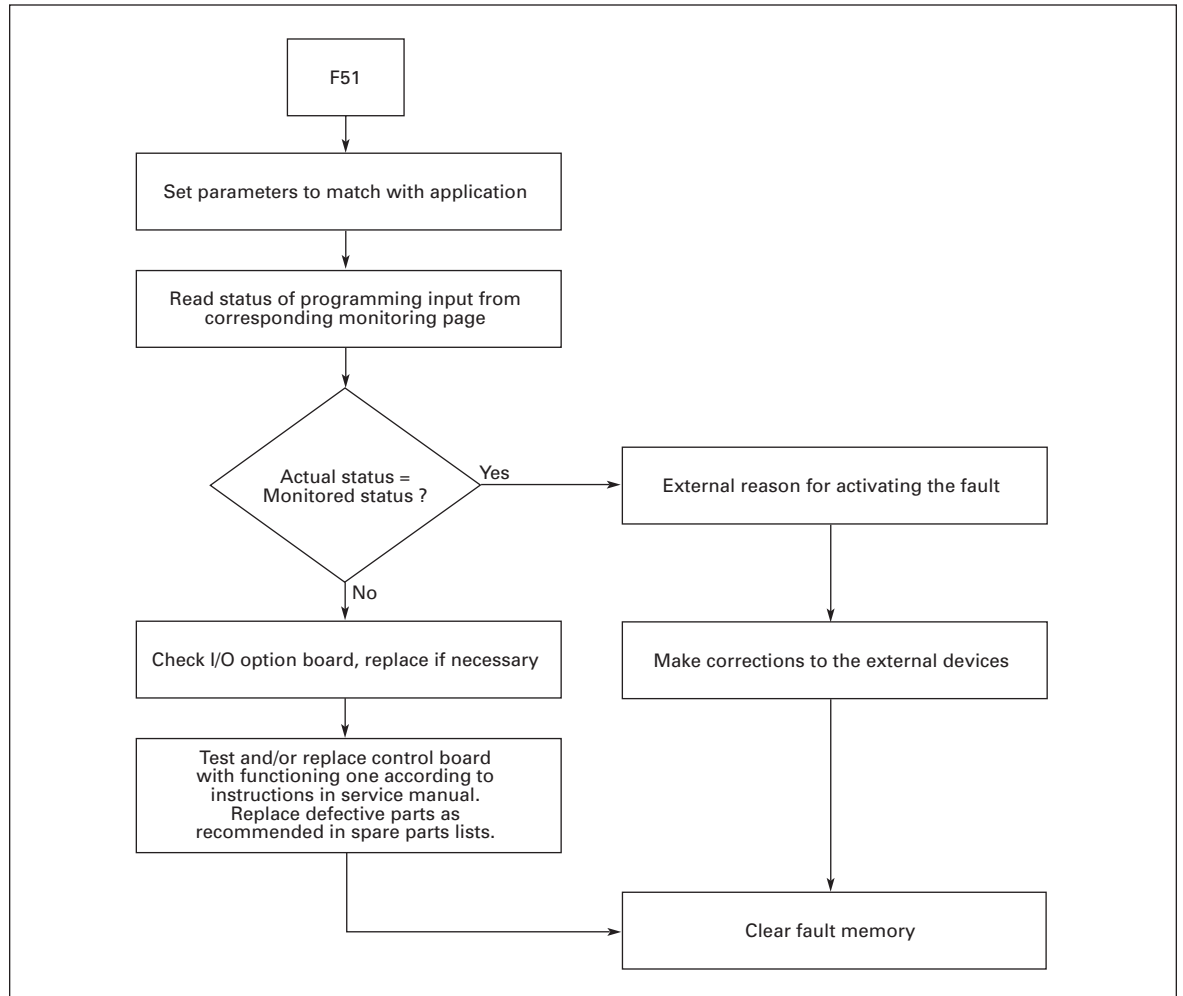 F51
Set parameters to match with application
Read status of programming input from
corresponding monitoring page
Actual status =
Monitored status ?
Yes
External reason for activating the fault
No
Check I/O option board, replace if necessary
Make corrections to the external devices
Test and/or replace control board
with functioning one according to
instructions in service manual.
Replace defective parts as
recommended in spare parts lists.
Clear fault memory